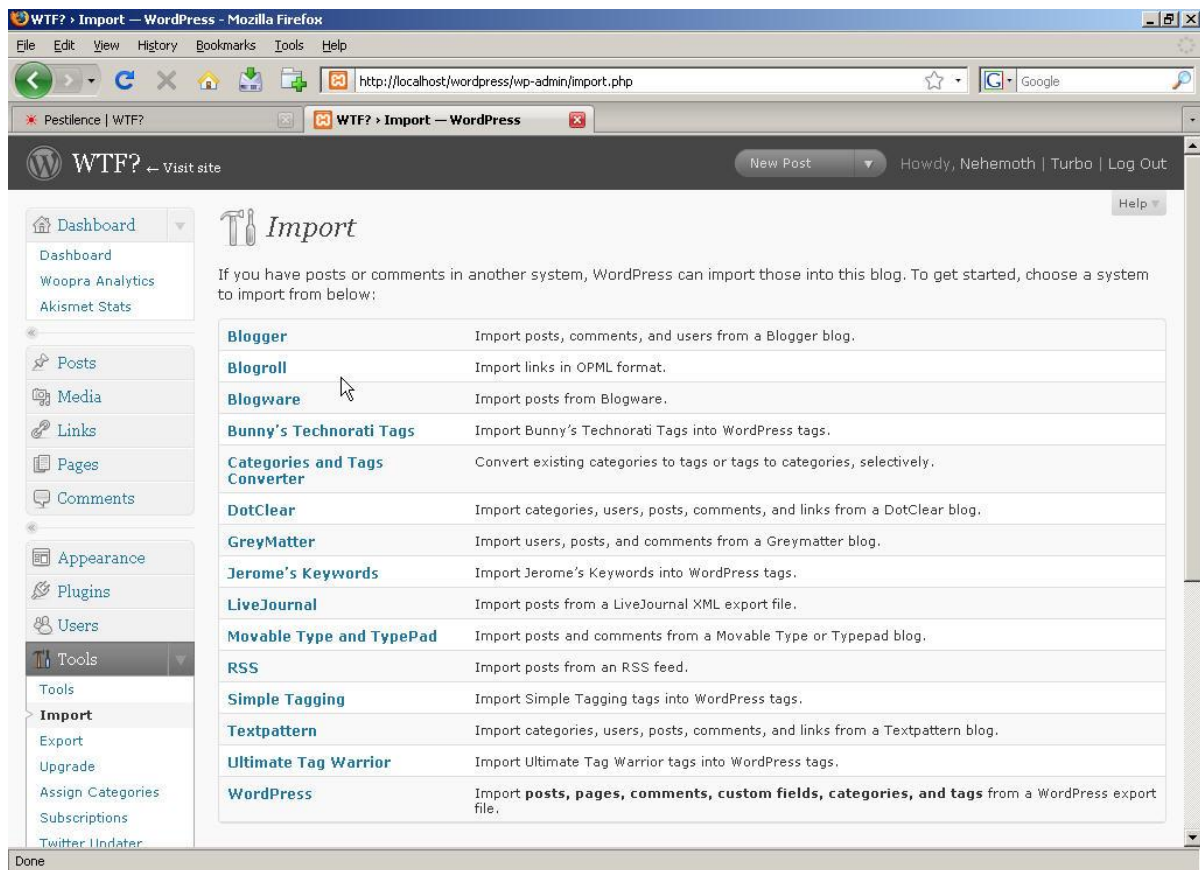 WTF? › Import — WordPress - Mozilla Firefox
File Edit View History Bookmarks Tools Help
http://localhost/wordpress/wp-admin/import.php
G Google
Pestilence | WTF?
WTF? › Import — WordPress
WTF? ← Visit site
New Post
Howdy, Nehemoth | Turbo | Log Out
Help
Dashboard
Dashboard
Woopra Analytics
Akismet Stats
Posts
Media
Links
Pages
Comments
Appearance
Plugins
Users
Tools
Tools
Import
Export
Upgrade
Assign Categories
Subscriptions
Twitter Updater
Import
If you have posts or comments in another system, WordPress can import those into this blog. To get started, choose a system
to import from below:
Blogger Import posts, comments, and users from a Blogger blog.
Blogroll Import links in OPML format.
Blogware Import posts from Blogware.
Bunny's Technorati Tags Import Bunny's Technorati Tags into WordPress tags.
Categories and Tags Convert existing categories to tags or tags to categories, selectively.
Converter
DotClear Import categories, users, posts, comments, and links from a DotClear blog.
GreyMatter Import users, posts, and comments from a Greymatter blog.
Jerome's Keywords Import Jerome's Keywords into WordPress tags.
LiveJournal Import posts from a LiveJournal XML export file.
Movable Type and TypePad Import posts and comments from a Movable Type or Typepad blog.
RSS Import posts from an RSS feed.
Simple Tagging Import Simple Tagging tags into WordPress tags.
Textpattern Import categories, users, posts, comments, and links from a Textpattern blog.
Ultimate Tag Warrior Import Ultimate Tag Warrior tags into WordPress tags.
WordPress Import posts, pages, comments, custom fields, categories, and tags from a WordPress export
file.
Done